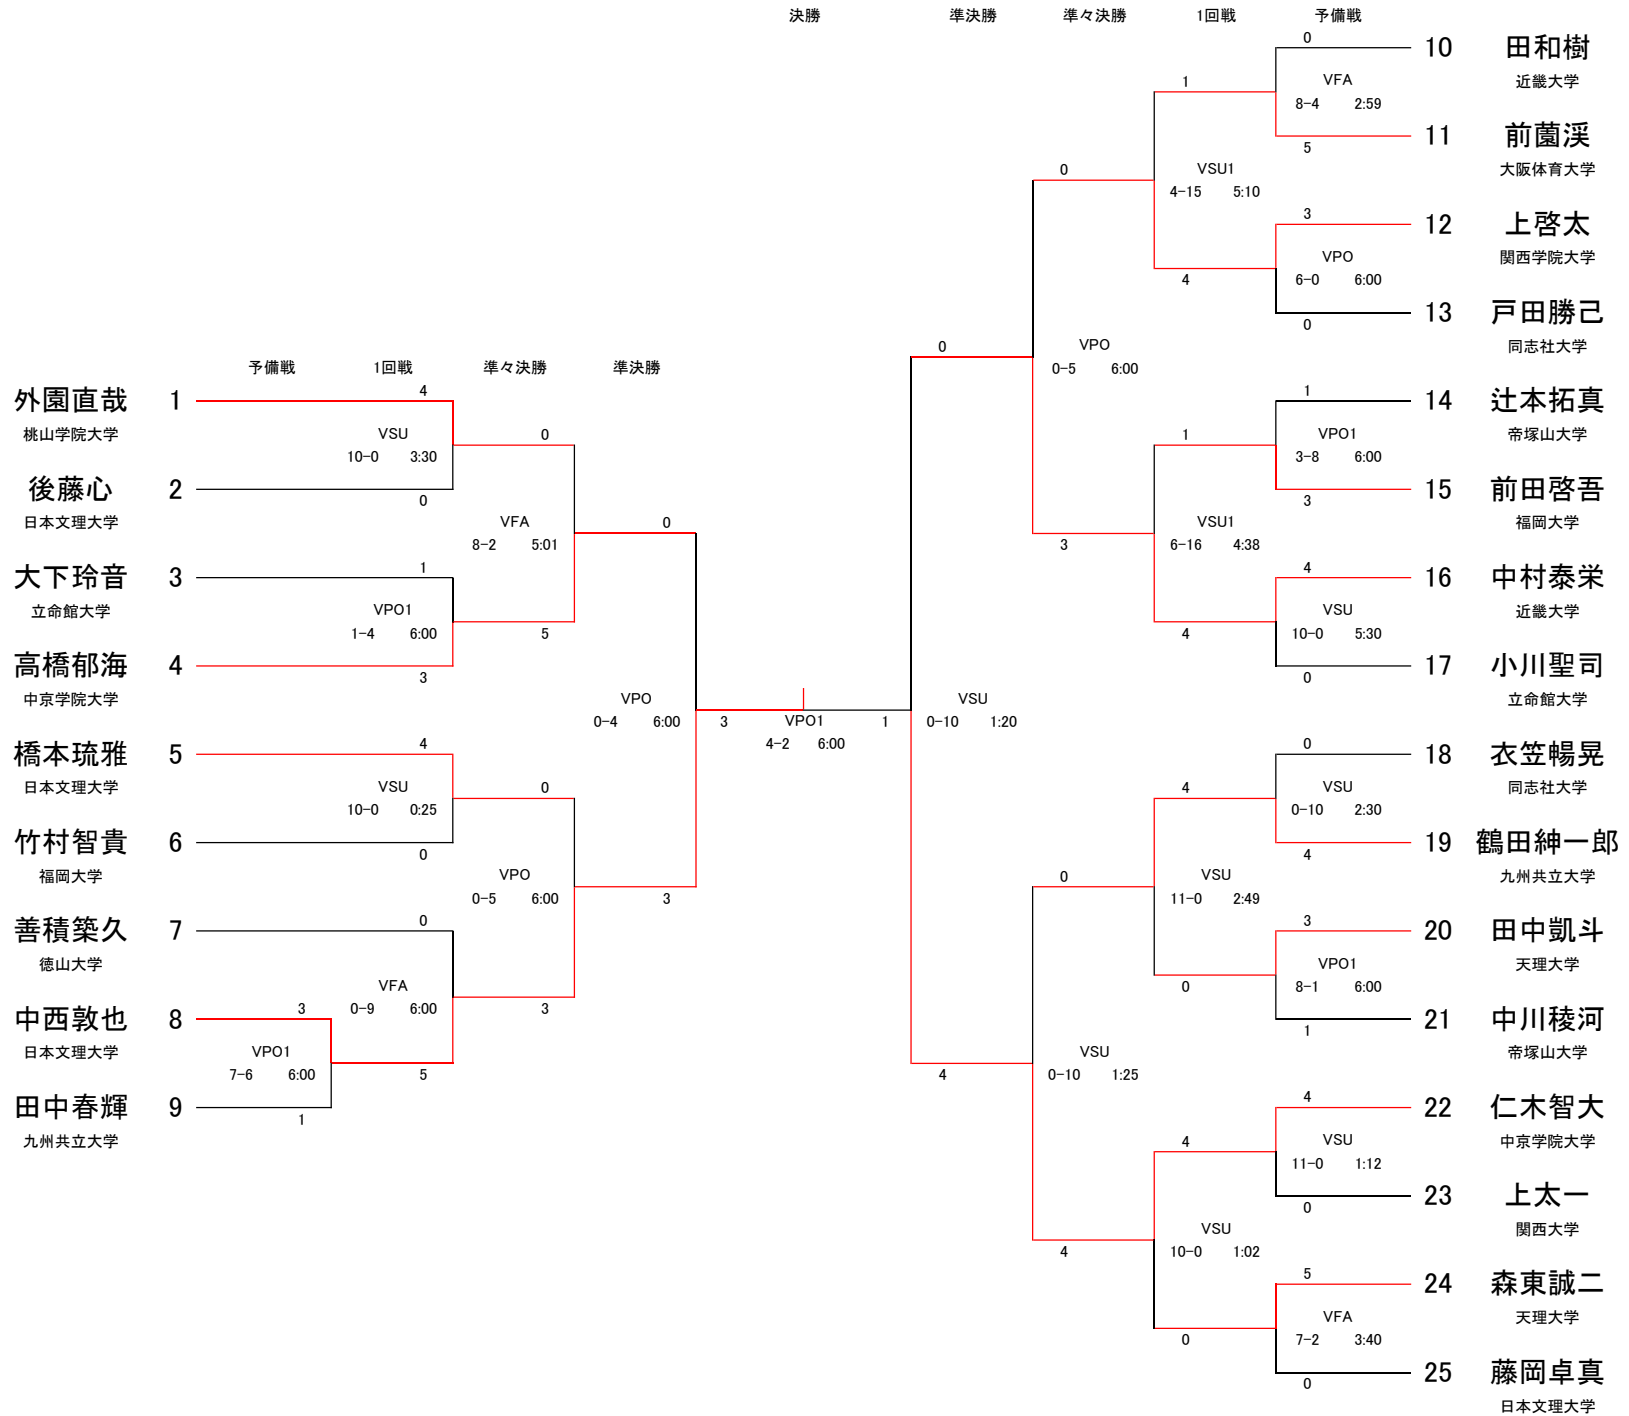 決勝 準決勝 準々決勝 1回戦 予備戦
0
10 田和樹
近畿大学
1
VFA
8-4 2:59
11 前薗渓
大阪体育大学
5
0
VSU1
4-15 5:10
3
12 上啓太
関西学院大学
VPO
6-0 6:00
4
13 戸田勝己
同志社大学
0
0
VPO
0-5 6:00
1
14 辻本拓真
帝塚山大学
1
VPO1
3-8 6:00
15 前田啓吾
福岡大学
3
3
VSU1
6-16 4:38
4
16 中村泰栄
近畿大学
VSU
10-0 5:30
4
17 小川聖司
立命館大学
0
VSU
0-10 1:20
0
18 衣笠暢晃
同志社大学
4
VSU
0-10 2:30
19 鶴田紳一郎
九州共立大学
4
0
VSU
11-0 2:49
3
20 田中凱斗
天理大学
VPO1
8-1 6:00
0
21 中川稜河
帝塚山大学
1
4
VSU
0-10 1:25
4
22 仁木智大
中京学院大学
4
VSU
11-0 1:12
23 上太一
関西大学
0
4
VSU
10-0 1:02
5
24 森東誠二
天理大学
VFA
7-2 3:40
0
25 藤岡卓真
日本文理大学
0
予備戦 1回戦 準々決勝 準決勝
外園直哉 1
桃山学院大学
4
VSU
10-0 3:30
0
後藤心 2
日本文理大学
0
VFA
8-2 5:01
0
大下玲音 3
立命館大学
1
VPO1
1-4 6:00
5
高橋郁海 4
中京学院大学
3
VPO
0-4 6:00
3
VPO1
4-2 6:00
1
橋本琉雅 5
日本文理大学
4
VSU
10-0 0:25
0
竹村智貴 6
福岡大学
0
VPO
0-5 6:00
3
善積築久 7
徳山大学
0
VFA
0-9 6:00
3
中西敦也 8
日本文理大学
3
VPO1
7-6 6:00
5
田中春輝 9
九州共立大学
1